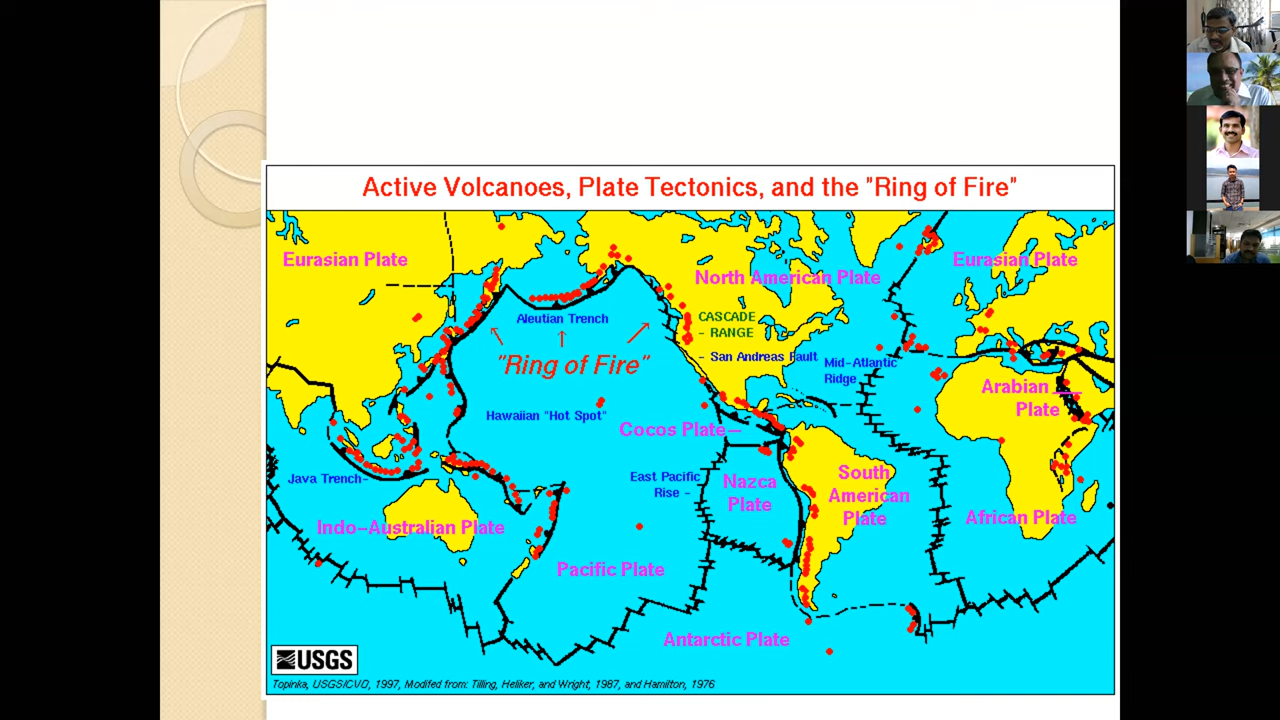 Active Volcanoes, Plate Tectonics, and the "Ring of Fire"
Eurasian Plate
North American Plate
Eurasian Plate
Aleutian Trench
CASCADE
- RANGE
"Ring of Fire"
- San Andreas Fault
Mid-Atlantic
Ridge
Arabian
Plate
Hawaiian "Hot Spot"
Cocos Plate
Java Trench
East Pacific
Rise -
Nazca
Plate
South
American
Plate
Indo-Australian Plate
African Plate
Pacific Plate
Antarctic Plate
USGS
Topinka, USGS/CVO, 1997, Modifed from: Tilling, Heliker, and Wright, 1987, and Hamilton, 1976